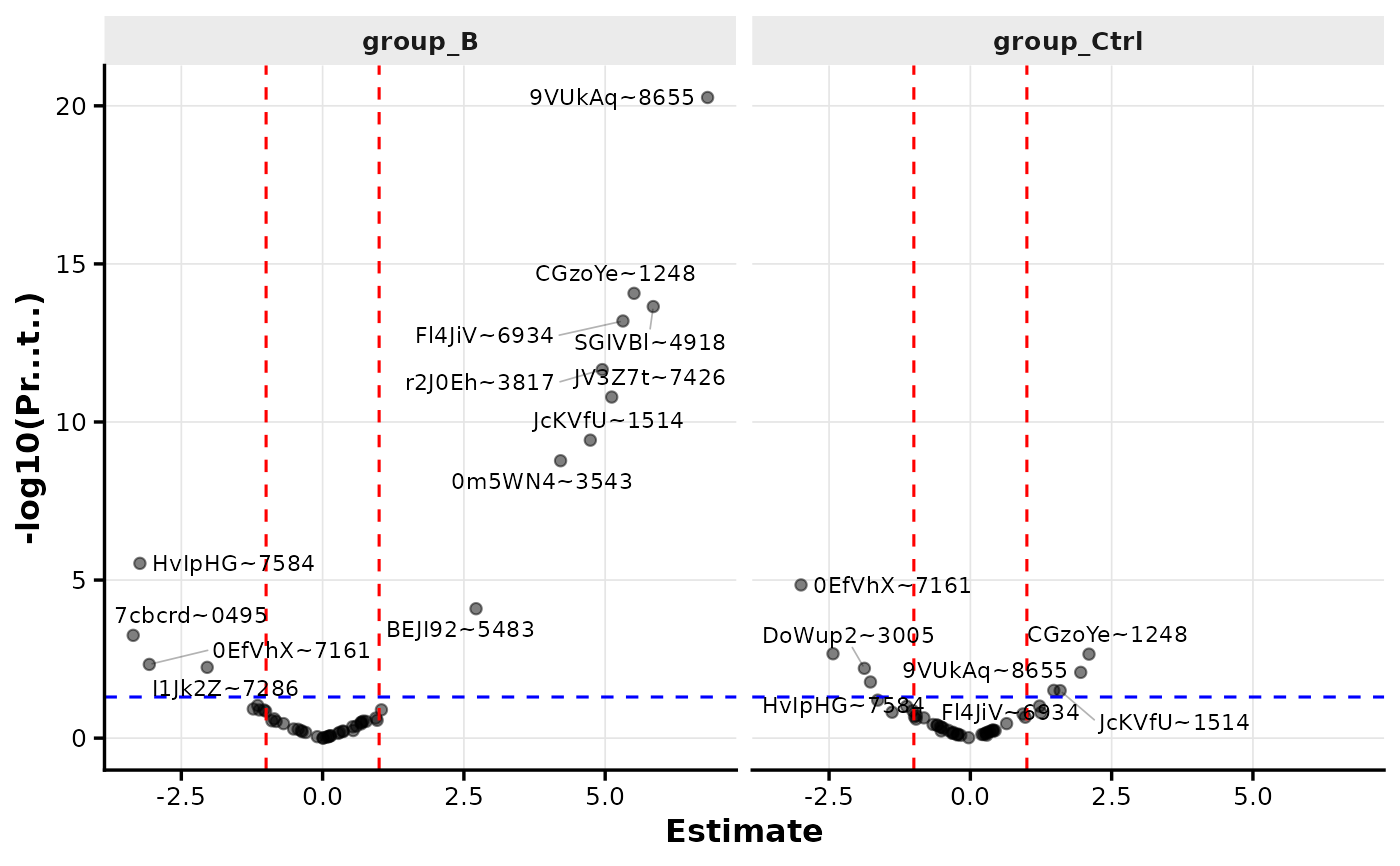 group_B
group_Ctrl
-log10(Pr...t..)
20
15
10
5
0
9VUkAq~8655
CGzoYe~1248
Fl4JiV~6934
SGIVBl~4918
r2J0Eh~3817
JV3Z7t~7426
JcKVfU~1514
0m5WN4~3543
HvIpHG~7584
7cbcrd~0495
BEJI92~5483
0EfVhX~7161
I1Jk2Z~7286
0EfVhX~7161
DoWup2~3005
CGzoYe~1248
9VUkAq~8655
HvIpHG~7584
Fl4JiV~6934
JcKVfU~1514
-2.5
0.0
2.5
5.0
-2.5
0.0
2.5
5.0
Estimate